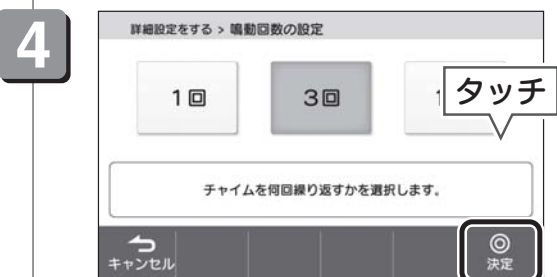 4
詳細設定をする > 鳴動回数の設定
1回
3回
タッチ
チャイムを何回繰り返すかを選択します。
キャンセル
決定